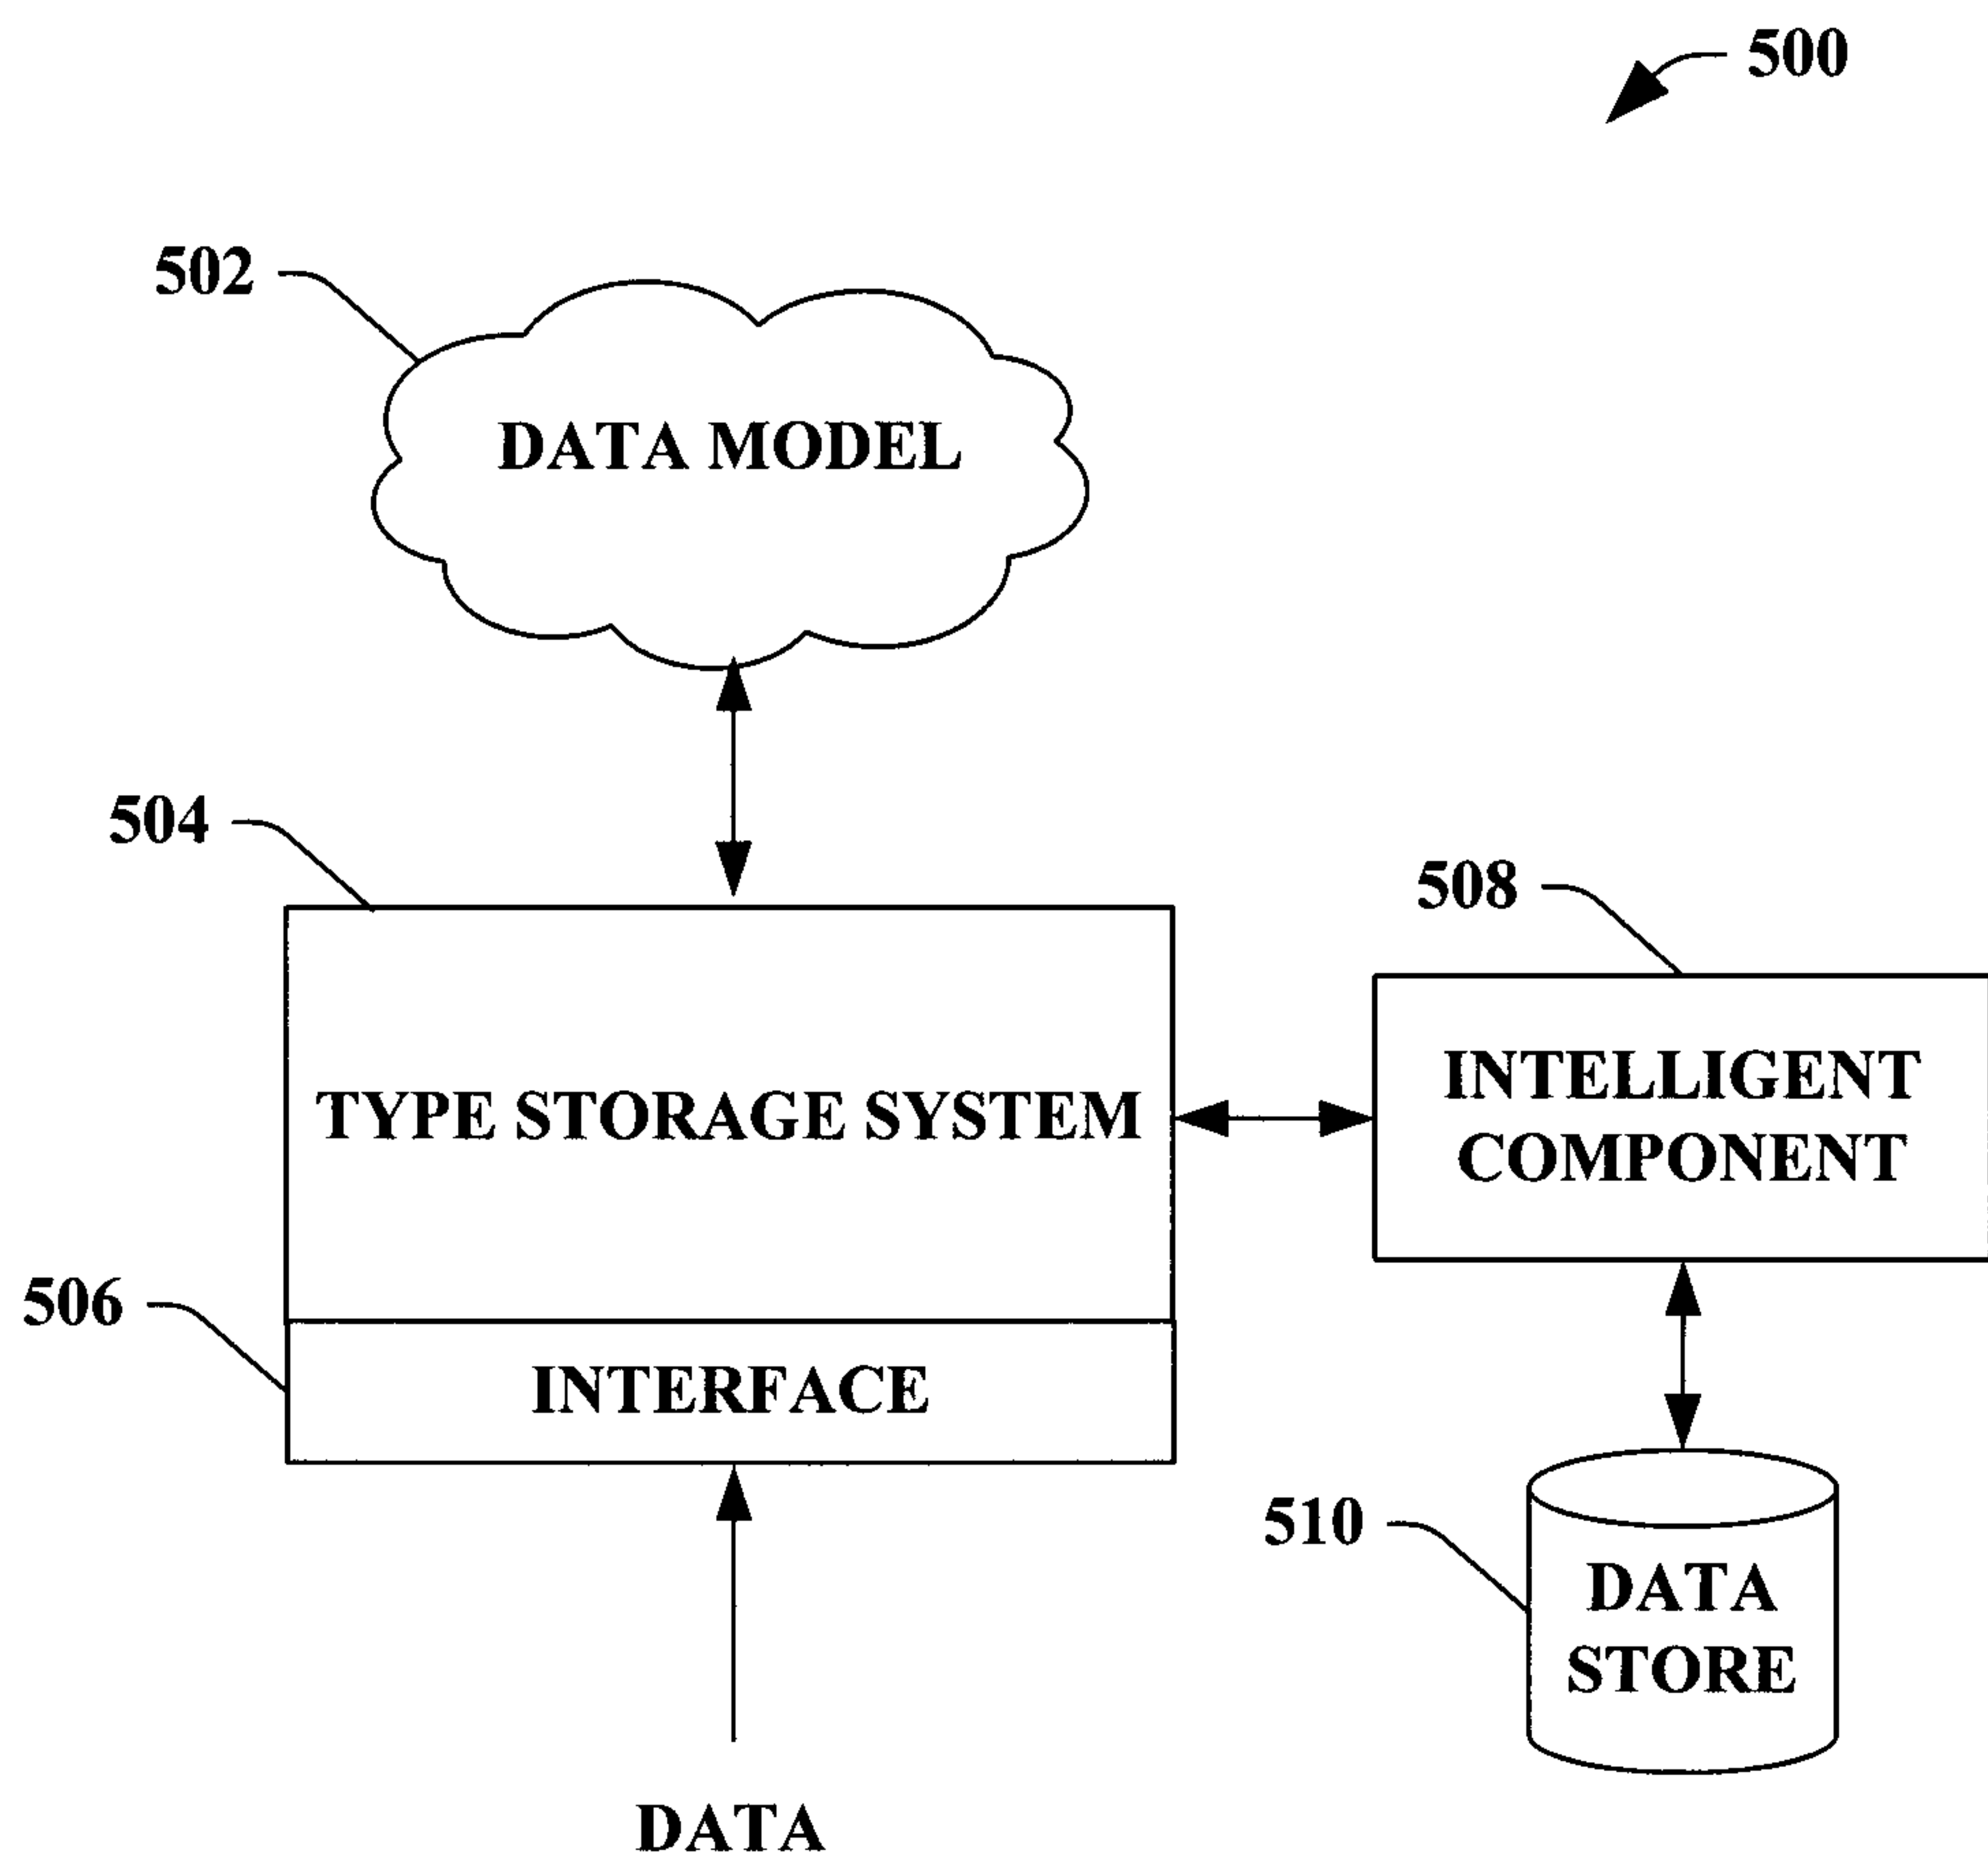 500
502
DATA MODEL
504
508
TYPE STORAGE SYSTEM
INTELLIGENT
COMPONENT
506
INTERFACE
510
DATA
STORE
DATA